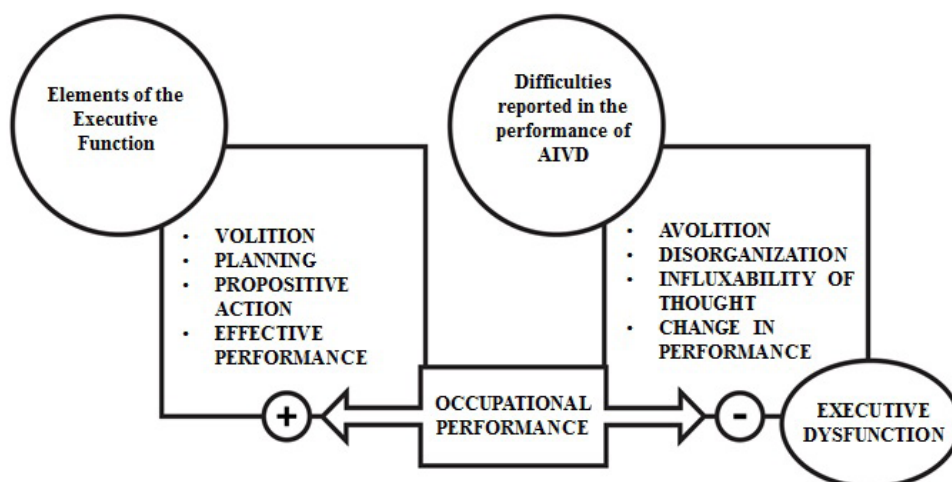 Elements of the
Executive
Function
Difficulties
reported in the
performance of
AIVD
• VOLITION
• PLANNING
• PROPOSITIVE
ACTION
• EFFECTIVE
PERFORMANCE
• AVOLITION
• DISORGANIZATION
• INFLUXABILITY OF
THOUGHT
• CHANGE IN
PERFORMANCE
+
OCCUPATIONAL
PERFORMANCE
-
EXECUTIVE
DYSFUNCTION